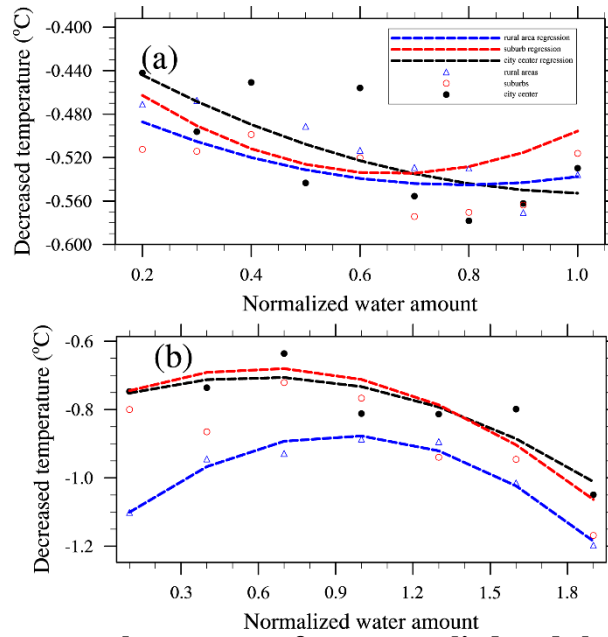 (a)
Decreased temperature (°C)
-0.400
-0.440
-0.480
-0.520
-0.560
-0.600
rural area regression
suburb regression
city center regression
rural areas
suburbs
city center
0.2 0.4 0.6 0.8 1.0
Normalized water amount
(b)
Decreased temperature (°C)
-0.6
-0.8
-1.0
-1.2
0.3 0.6 0.9 1.2 1.5 1.8
Normalized water amount